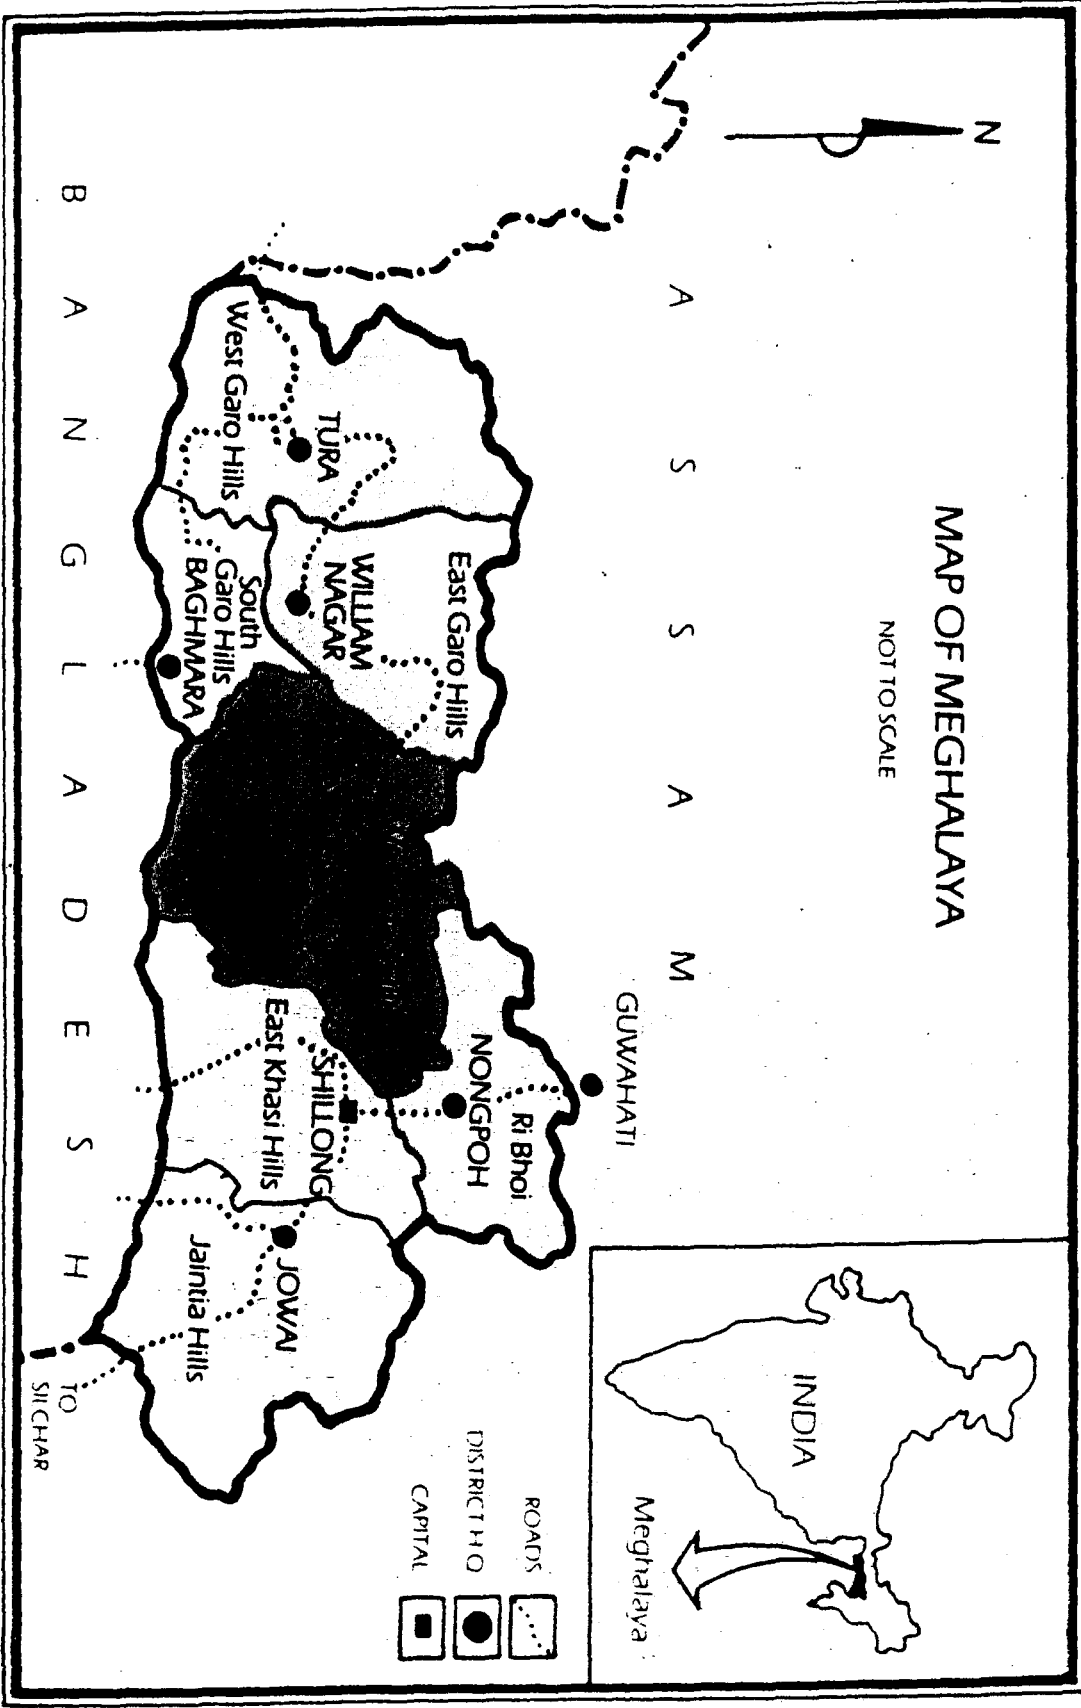 N
MAP OF MEGHALAYA
NOT TO SCALE
A S S A M
GUWAHATI
East Garo Hills
WILLIAM
NAGAR
TURA
West Garo Hills
South
Garo Hills
BAGHMARA
Ri Bhoi
NONGPOH
SHILLONG
East Khasi Hills
JOWAI
Jaintia Hills
B A N G L A D E S H
TO
SILCHAR
INDIA
Meghalaya
ROADS
DISTRICT H Q
CAPITAL